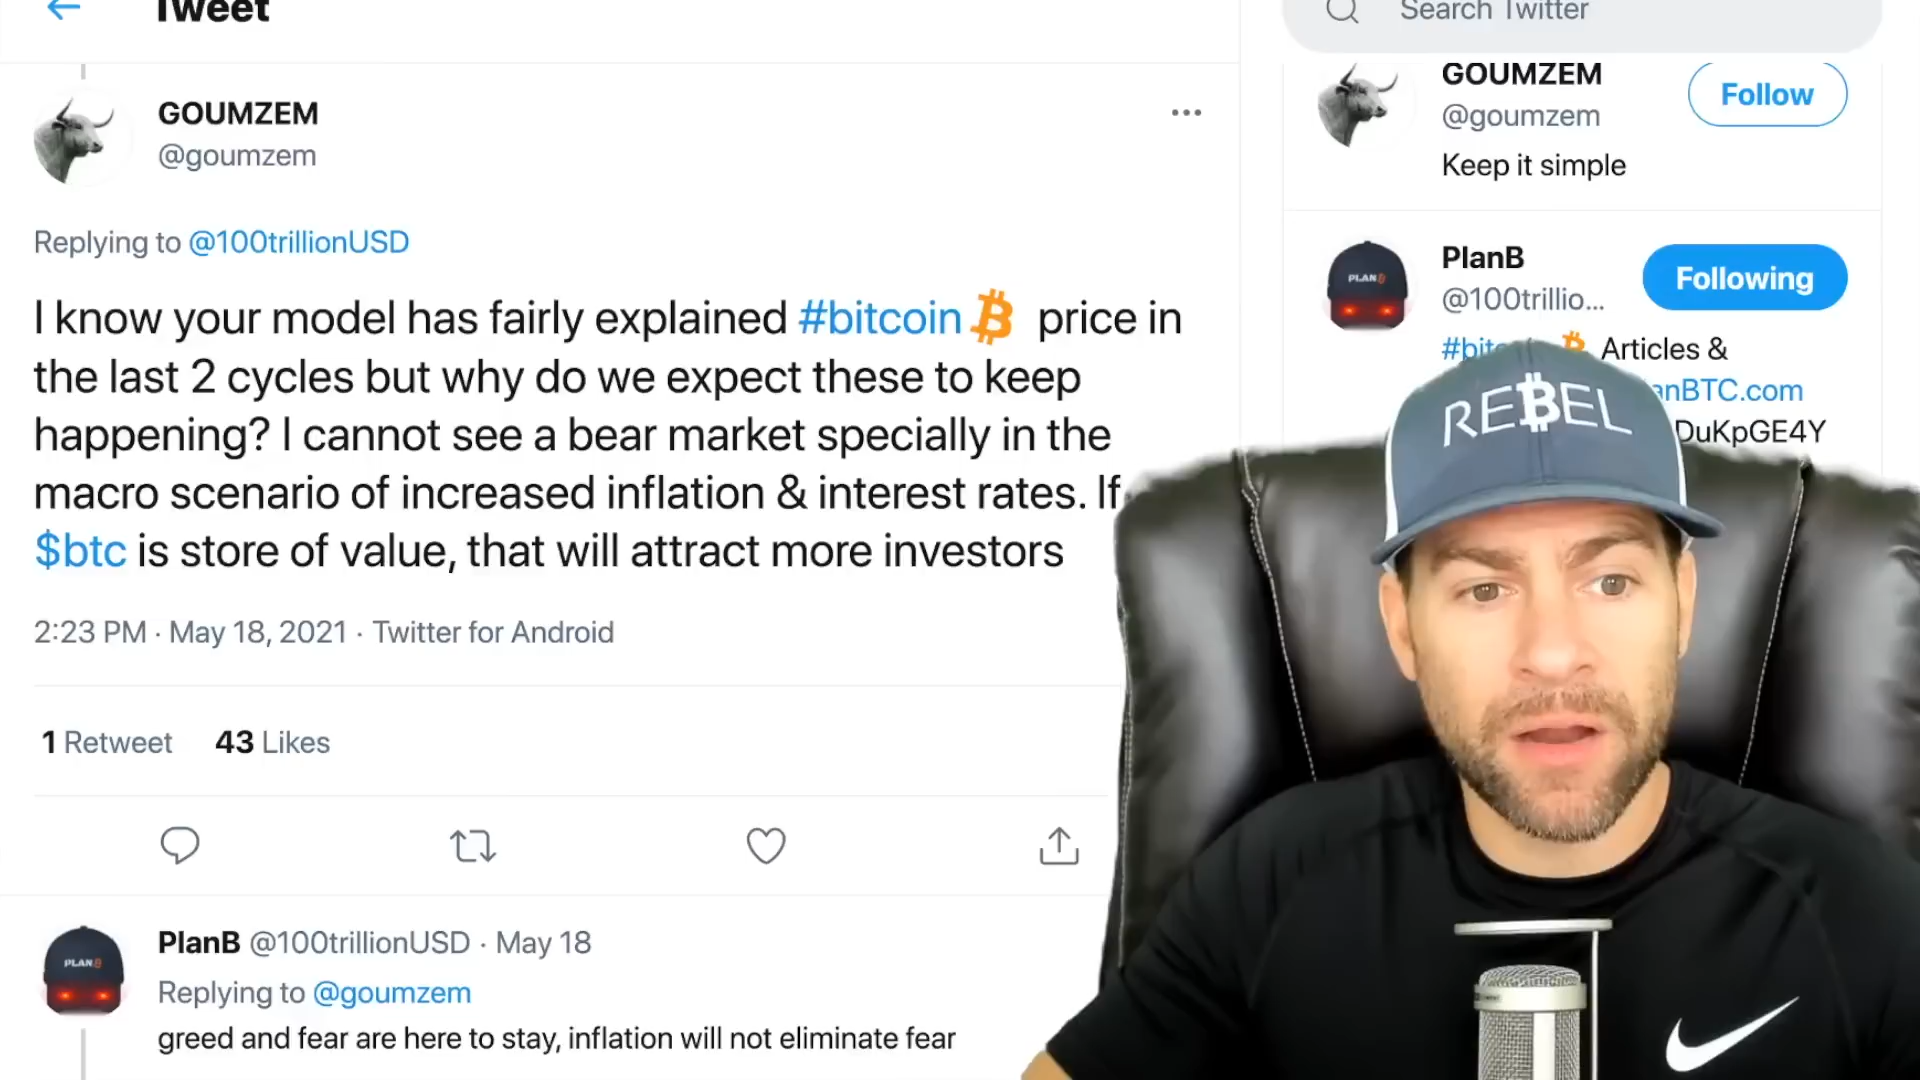 Tweet
Search Twitter
GOUMZEM
@goumzem
Replying to @100trillionUSD
I know your model has fairly explained #bitcoin price in
the last 2 cycles but why do we expect these to keep
happening? I cannot see a bear market specially in the
macro scenario of increased inflation & interest rates. If
$btc is store of value, that will attract more investors
2:23 PM · May 18, 2021 · Twitter for Android
1 Retweet 43 Likes
PlanB @100trillionUSD · May 18
Replying to @goumzem
greed and fear are here to stay, inflation will not eliminate fear
PLAN₿
GOUMZEM
@goumzem
Follow
Keep it simple
PlanB
@100trillio...
Following
PLAN₿
Articles &
anBTC.com
DuKpGE4Y
RE₿EL